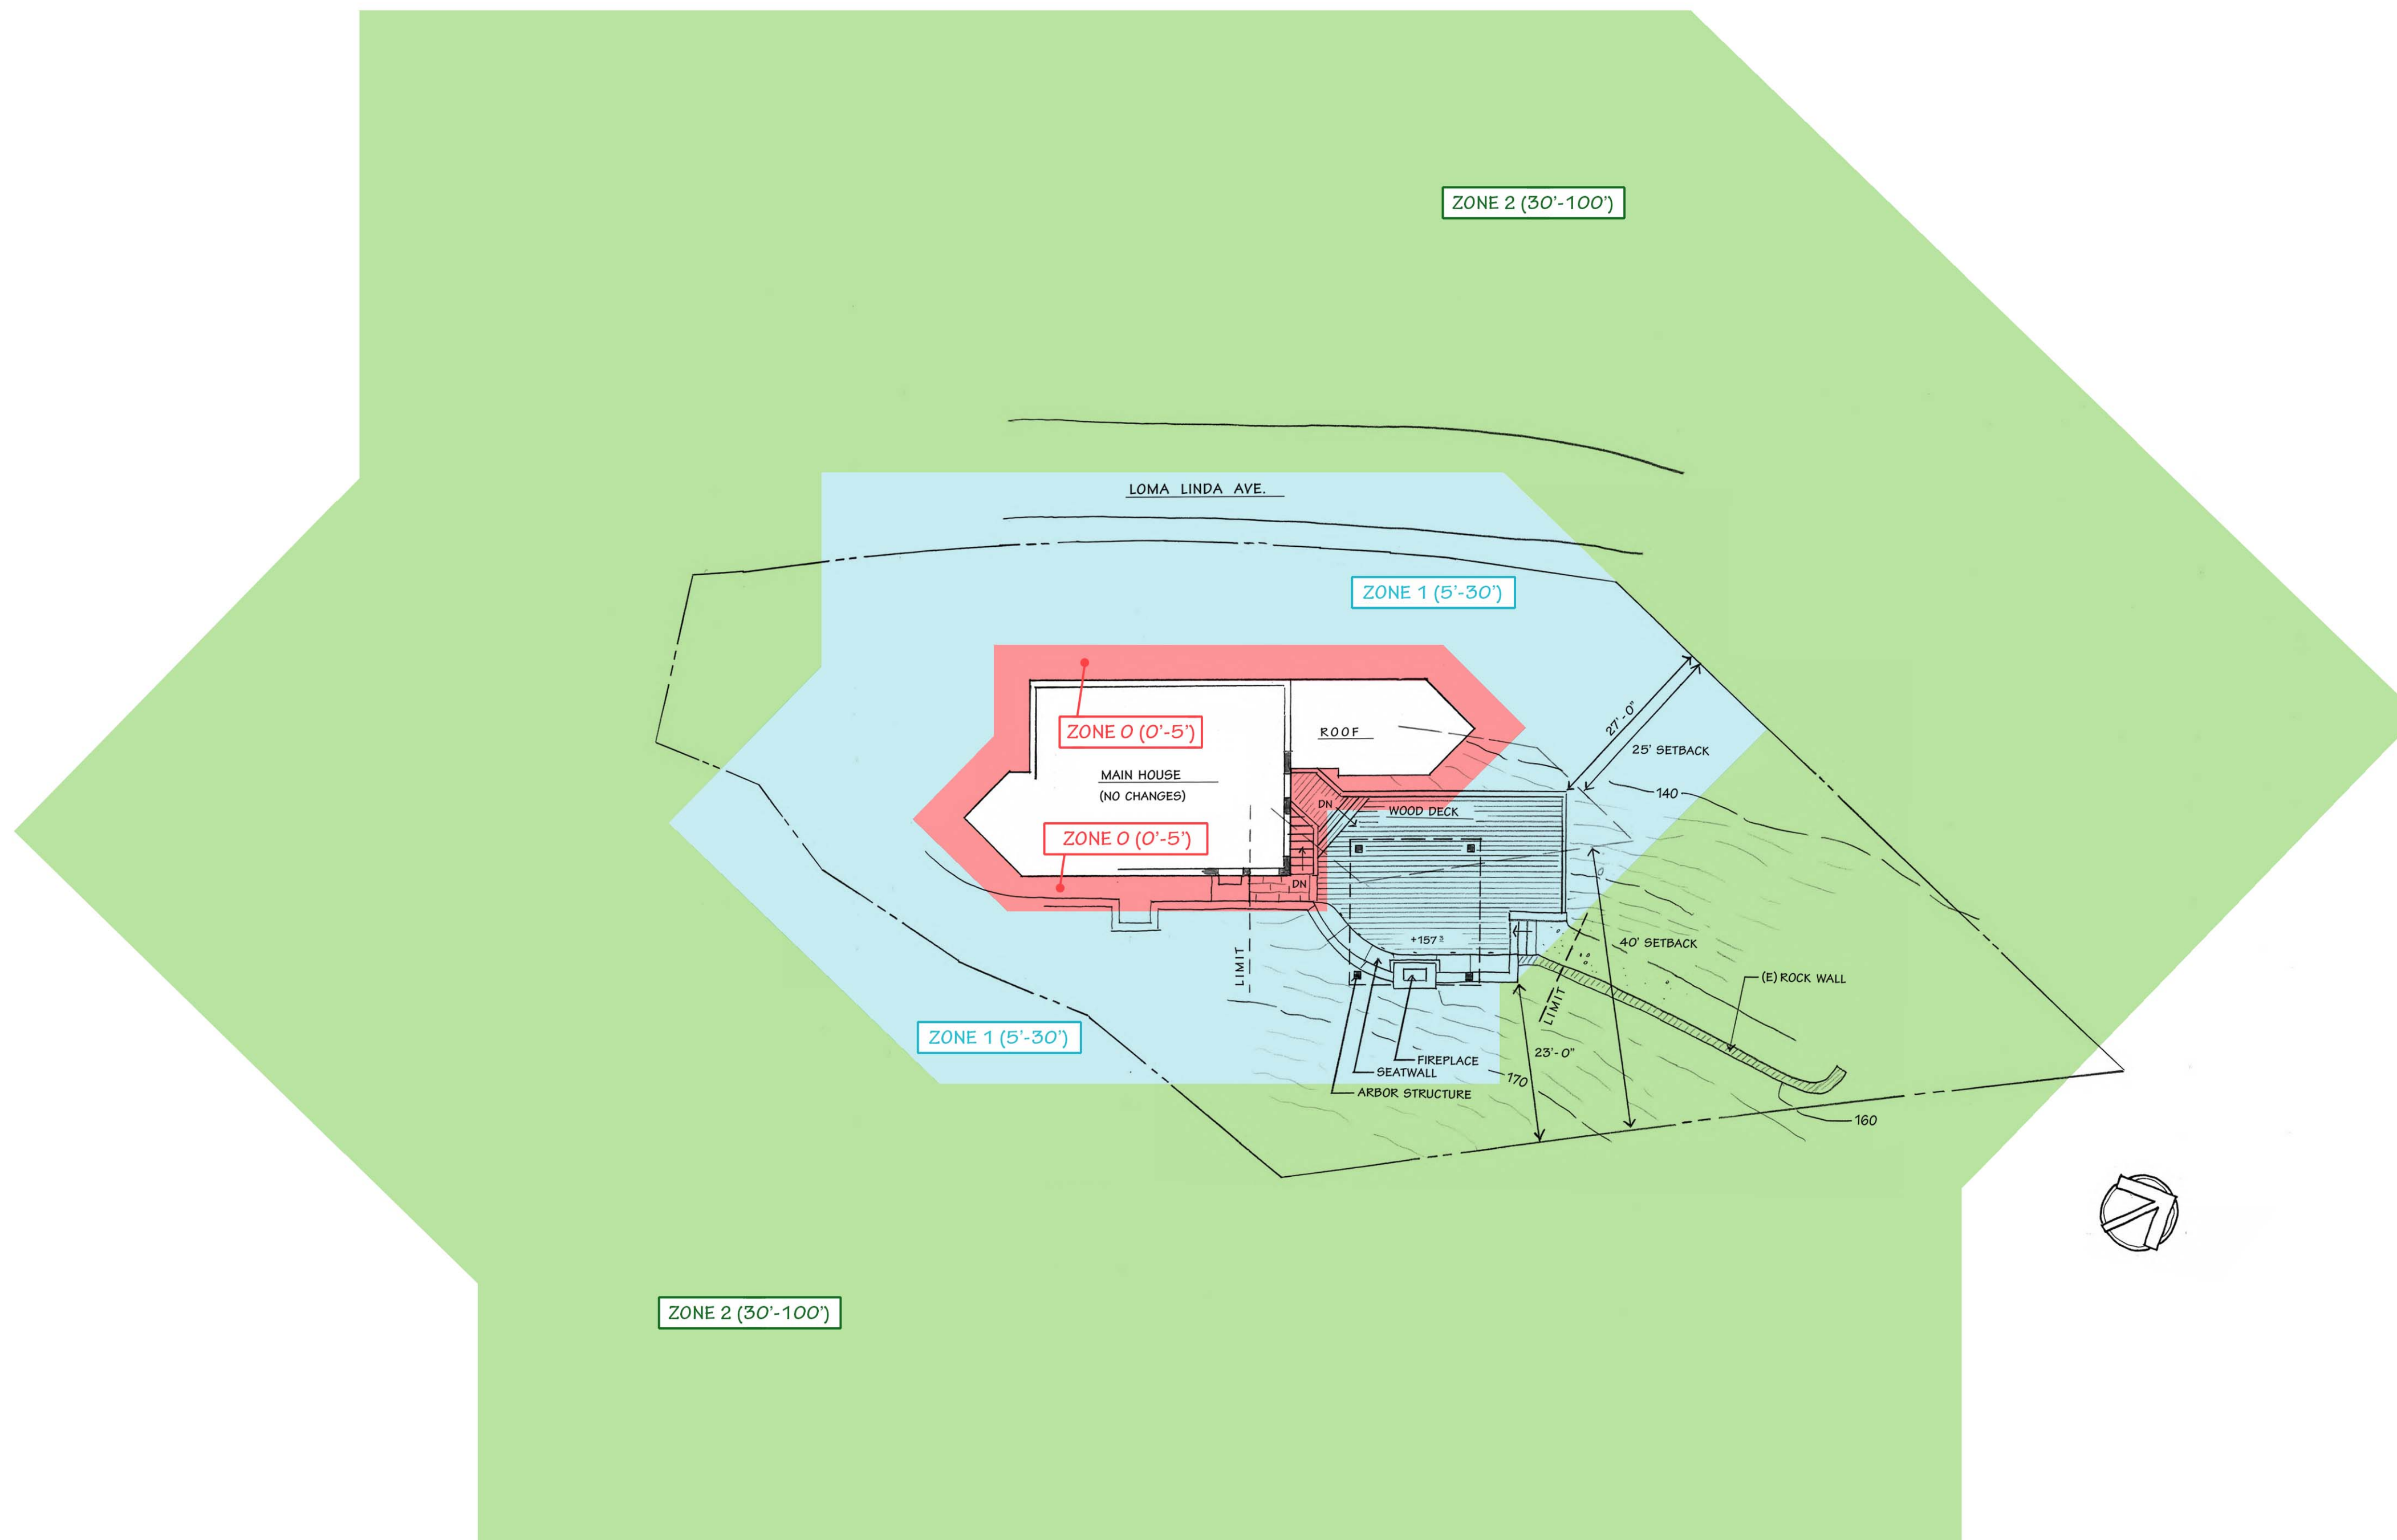 ZONE 2 (30'-100')
LOMA LINDA AVE.
ZONE 1 (5'-30')
ZONE 0 (0'-5')
ROOF
27'-0"
25' SETBACK
MAIN HOUSE
(NO CHANGES)
140
DN
WOOD DECK
ZONE 0 (0'-5')
DN
+157³
40' SETBACK
LIMIT
(E) ROCK WALL
LIMIT
ZONE 1 (5'-30')
23'-0"
FIREPLACE
SEATWALL
170
ARBOR STRUCTURE
160
ZONE 2 (30'-100')